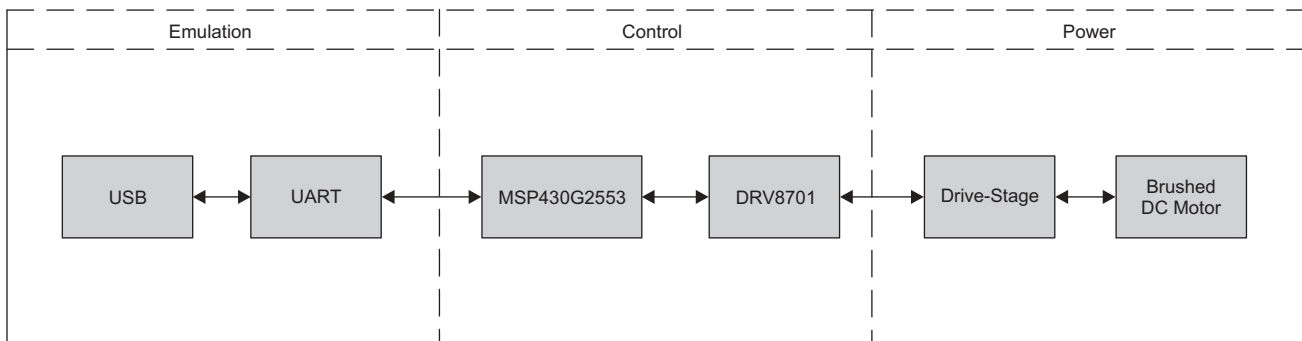 Emulation
Control
Power
USB
UART
MSP430G2553
DRV8701
Drive-Stage
Brushed
DC Motor